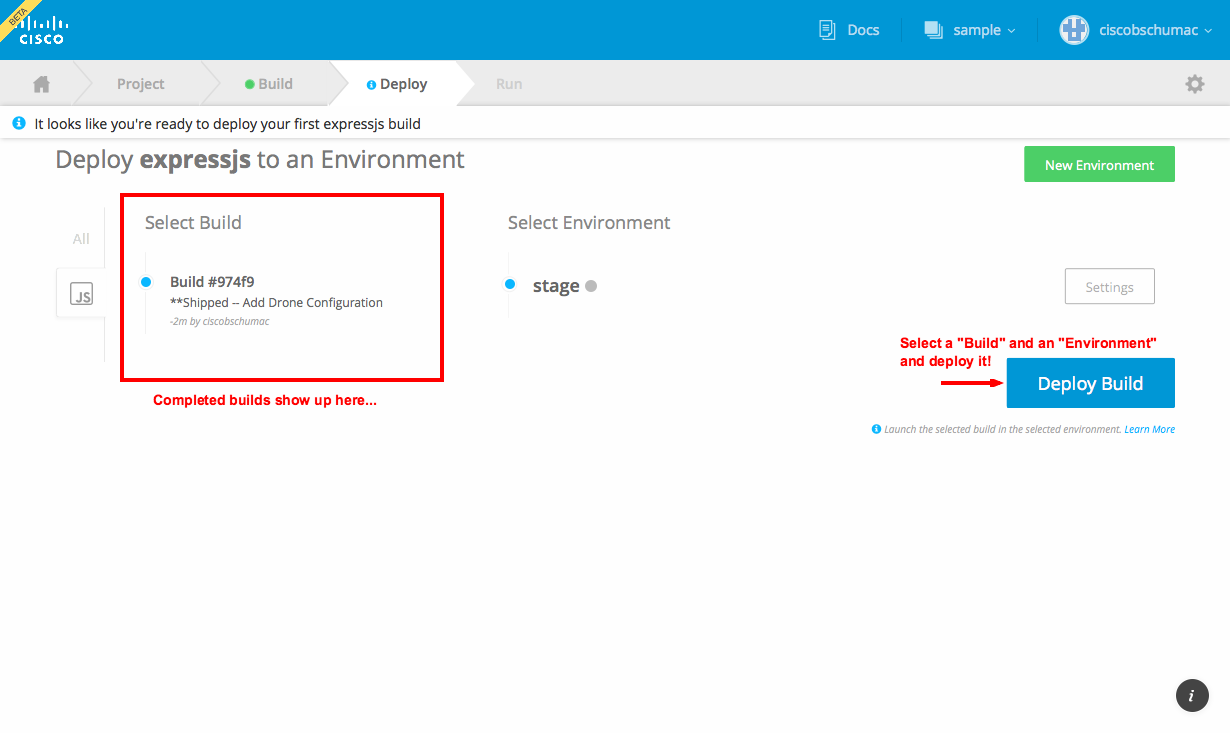 BETA
CISCO
Docs
sample
ciscobschumac
Project
Build
Deploy
Run
It looks like you're ready to deploy your first expressjs build
Deploy expressjs to an Environment
New Environment
All
JS
Select Build
Build #974f9
**Shipped -- Add Drone Configuration
-2m by ciscobschumac
Completed builds show up here...
Select Environment
stage
Settings
Select a "Build" and an "Environment"
and deploy it!
Deploy Build
Launch the selected build in the selected environment. Learn More
i